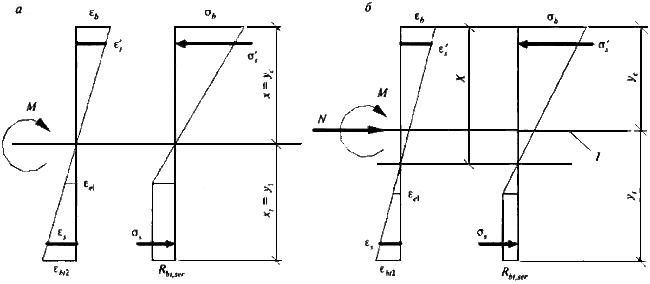 а
ε_b
σ_b
ε'_s
σ'_s
x = y_c
M
ε_el
x_t = y_t
ε_s
σ_s
ε_bt2
R_bt,ser
б
ε_b
σ_b
ε'_s
σ'_s
X
y_c
M
N
1
ε_el
y_t
ε_s
σ_s
ε_bt2
R_bt,ser